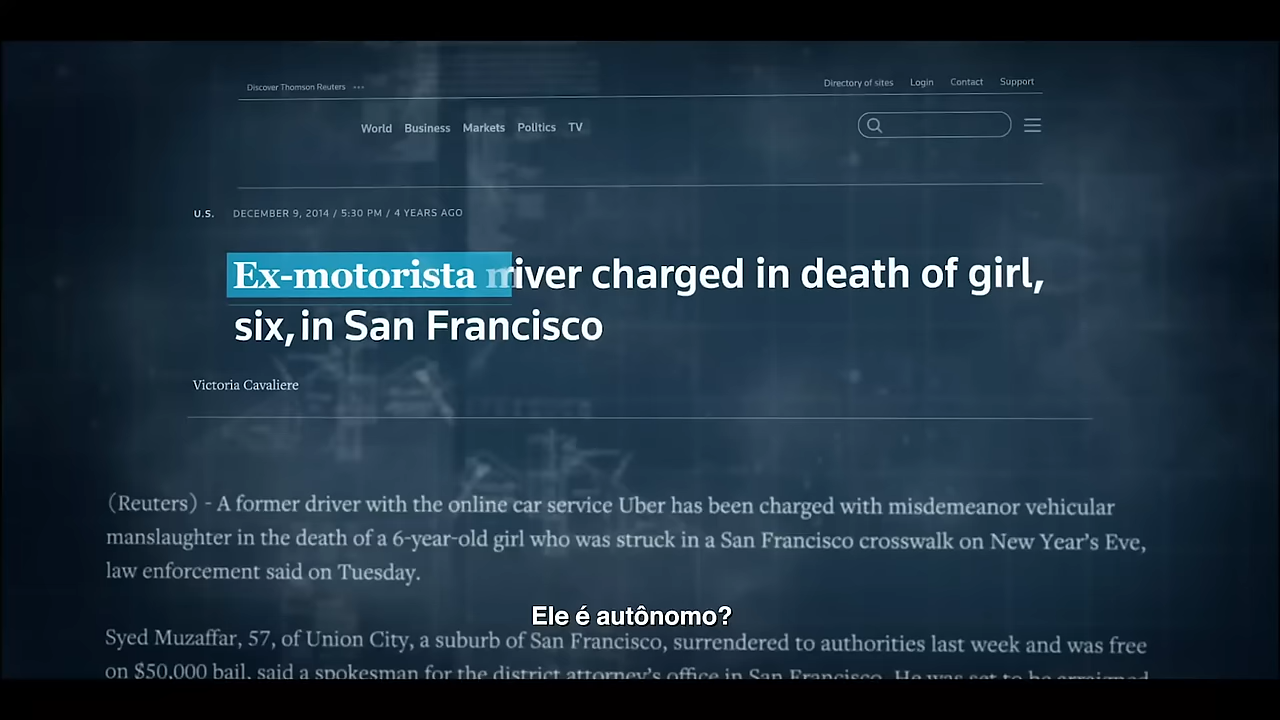 Discover Thomson Reuters
Directory of sites Login Contact Support
World Business Markets Politics TV
U.S. DECEMBER 9, 2014 / 5:30 PM / 4 YEARS AGO
Ex-motorista river charged in death of girl,
six, in San Francisco
Victoria Cavaliere
(Reuters) - A former driver with the online car service Uber has been charged with misdemeanor vehicular
manslaughter in the death of a 6-year-old girl who was struck in a San Francisco crosswalk on New Year's Eve,
law enforcement said on Tuesday.
Ele é autônomo?
Syed Muzaffar, 57, of Union City, a suburb of San Francisco, surrendered to authorities last week and was free
on $50,000 bail, said a spokesman for the district attorney's office in San Francisco. He was set to be arraigned